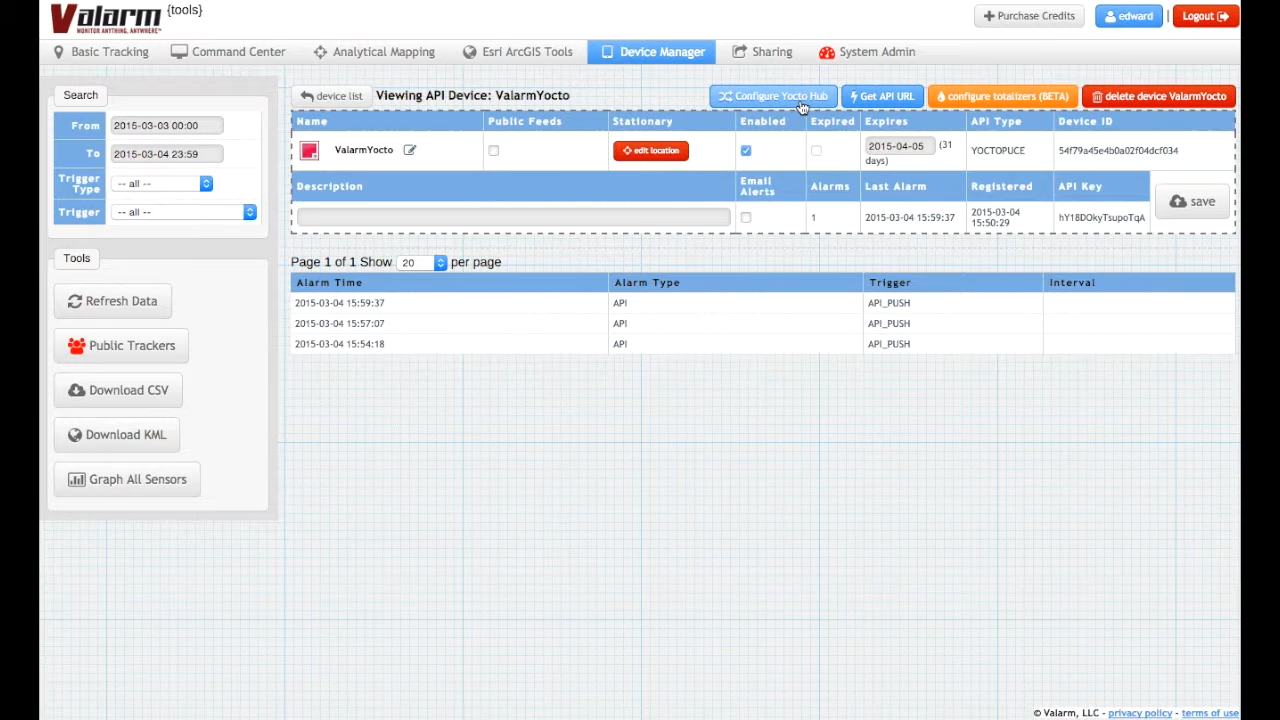 Valarm {tools}
MONITOR ANYTHING, ANYWHERE™
Purchase Credits
edward | Logout
Basic Tracking
Command Center
Analytical Mapping
Esri ArcGIS Tools
Device Manager
Sharing
System Admin
Search
From 2015-03-03 00:00
To 2015-03-04 23:59
Trigger Type -- all --
Trigger -- all --
Tools
Refresh Data
Public Trackers
Download CSV
Download KML
Graph All Sensors
device list Viewing API Device: ValarmYocto
Configure Yocto Hub
Get API URL
configure totalizers (BETA)
delete device ValarmYocto
Name Public Feeds Stationary Enabled Expired Expires API Type Device ID
ValarmYocto edit location 2015-04-05 (31 days) YOCTOPUCE 54f79a45e4b0a02f04dcf034
Description Email Alerts Alarms Last Alarm Registered API Key
1 2015-03-04 15:59:37 2015-03-04 15:50:29 hY18DOkyTsupoTqA
save
Page 1 of 1 Show 20 per page
Alarm Time Alarm Type Trigger Interval
2015-03-04 15:59:37 API API_PUSH
2015-03-04 15:57:07 API API_PUSH
2015-03-04 15:54:18 API API_PUSH
© Valarm, LLC - privacy policy - terms of use